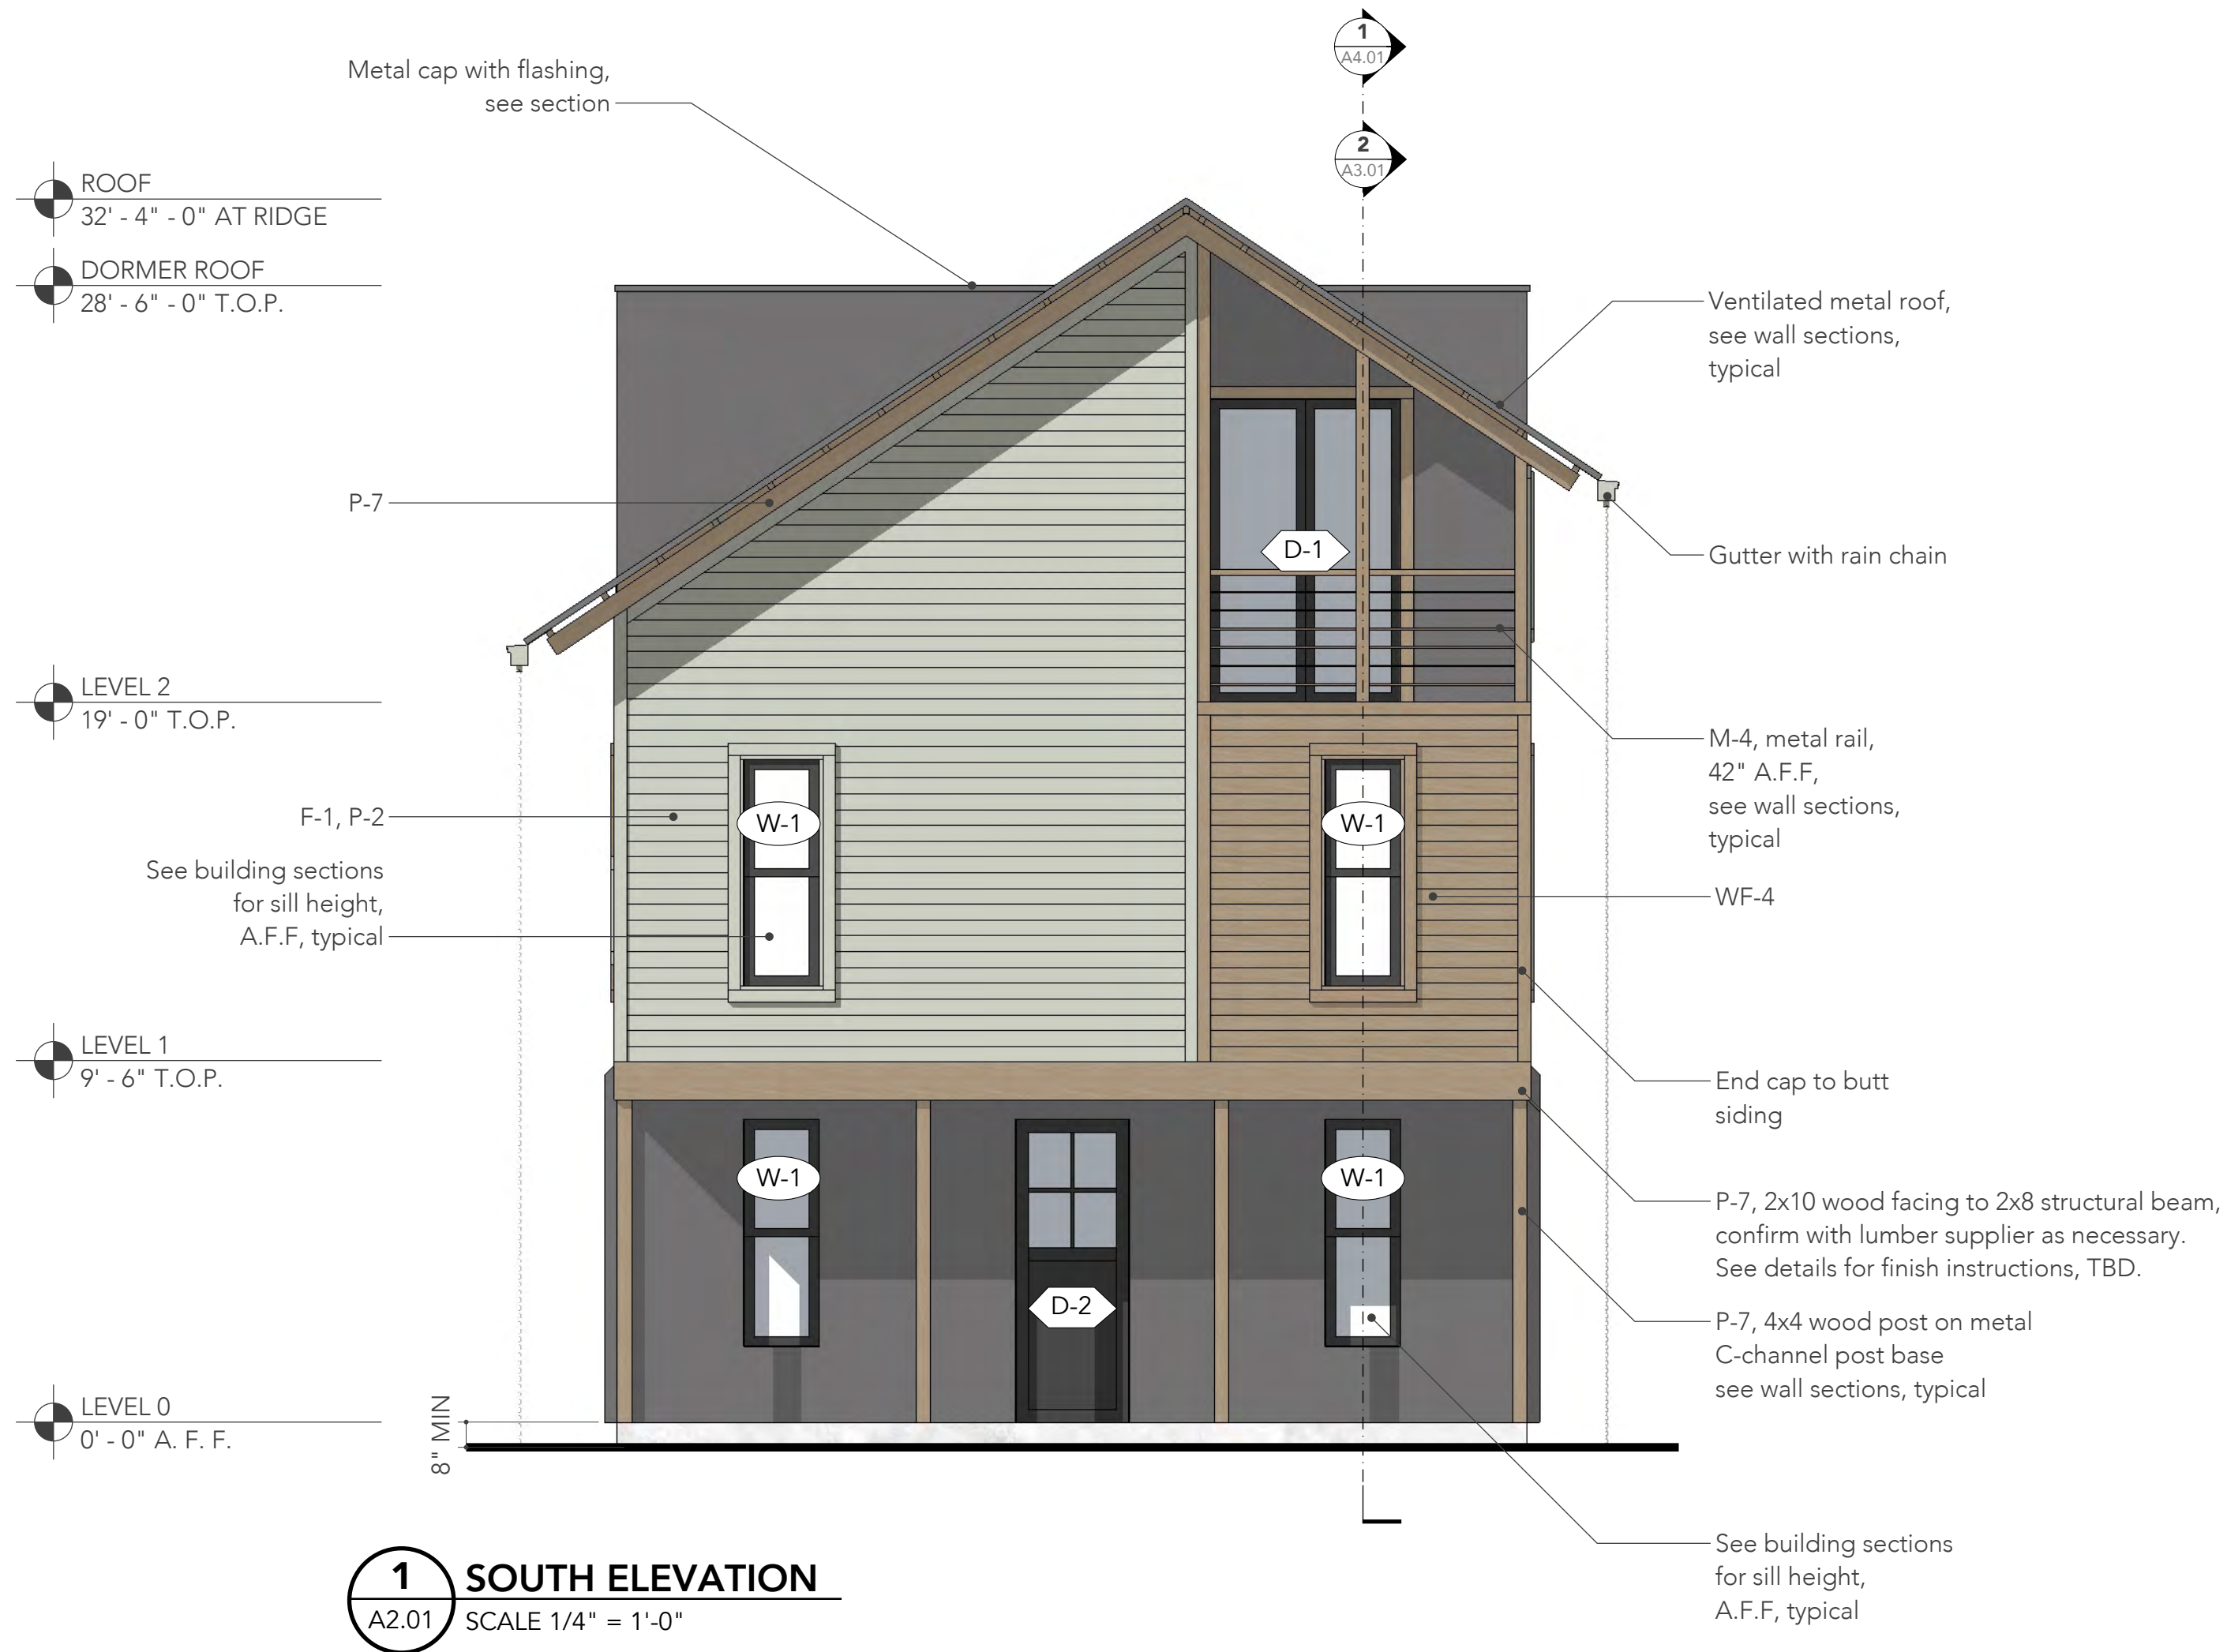 1
A4.01
2
A3.01
Metal cap with flashing,
see section
ROOF
32' - 4" - 0" AT RIDGE
DORMER ROOF
28' - 6" - 0" T.O.P.
Ventilated metal roof,
see wall sections,
typical
P-7
D-1
Gutter with rain chain
LEVEL 2
19' - 0" T.O.P.
M-4, metal rail,
42" A.F.F,
see wall sections,
typical
F-1, P-2
W-1
W-1
See building sections
for sill height,
A.F.F, typical
WF-4
LEVEL 1
9' - 6" T.O.P.
End cap to butt
siding
W-1
W-1
P-7, 2x10 wood facing to 2x8 structural beam,
confirm with lumber supplier as necessary.
See details for finish instructions, TBD.
D-2
P-7, 4x4 wood post on metal
C-channel post base
see wall sections, typical
LEVEL 0
0' - 0" A. F. F.
8" MIN
See building sections
for sill height,
A.F.F, typical
1
A2.01
SOUTH ELEVATION
SCALE 1/4" = 1'-0"